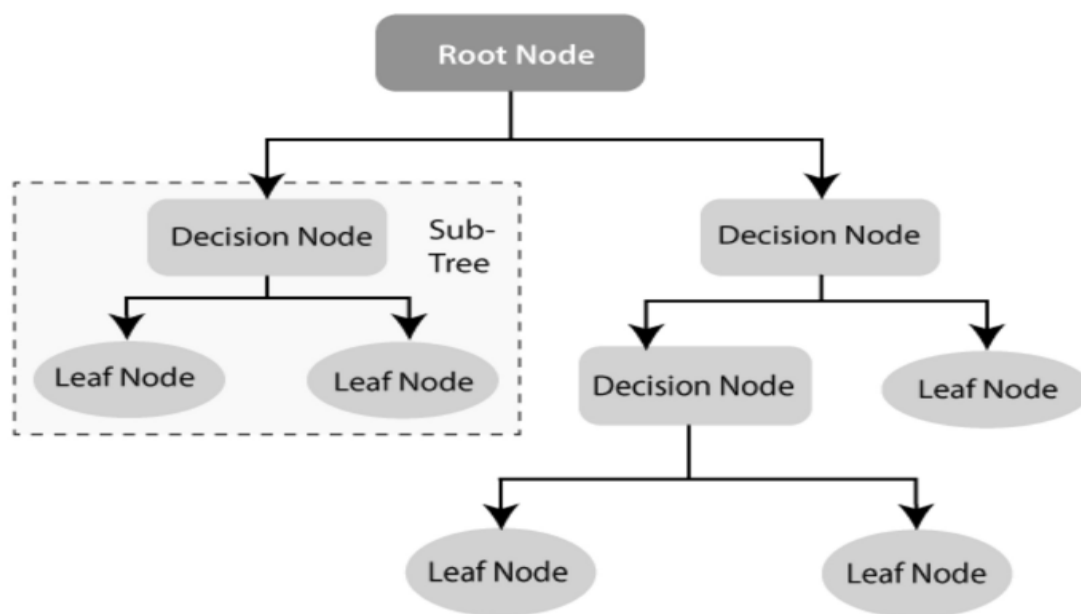 Root Node
Decision Node
Sub-
Tree
Decision Node
Leaf Node
Leaf Node
Decision Node
Leaf Node
Leaf Node
Leaf Node